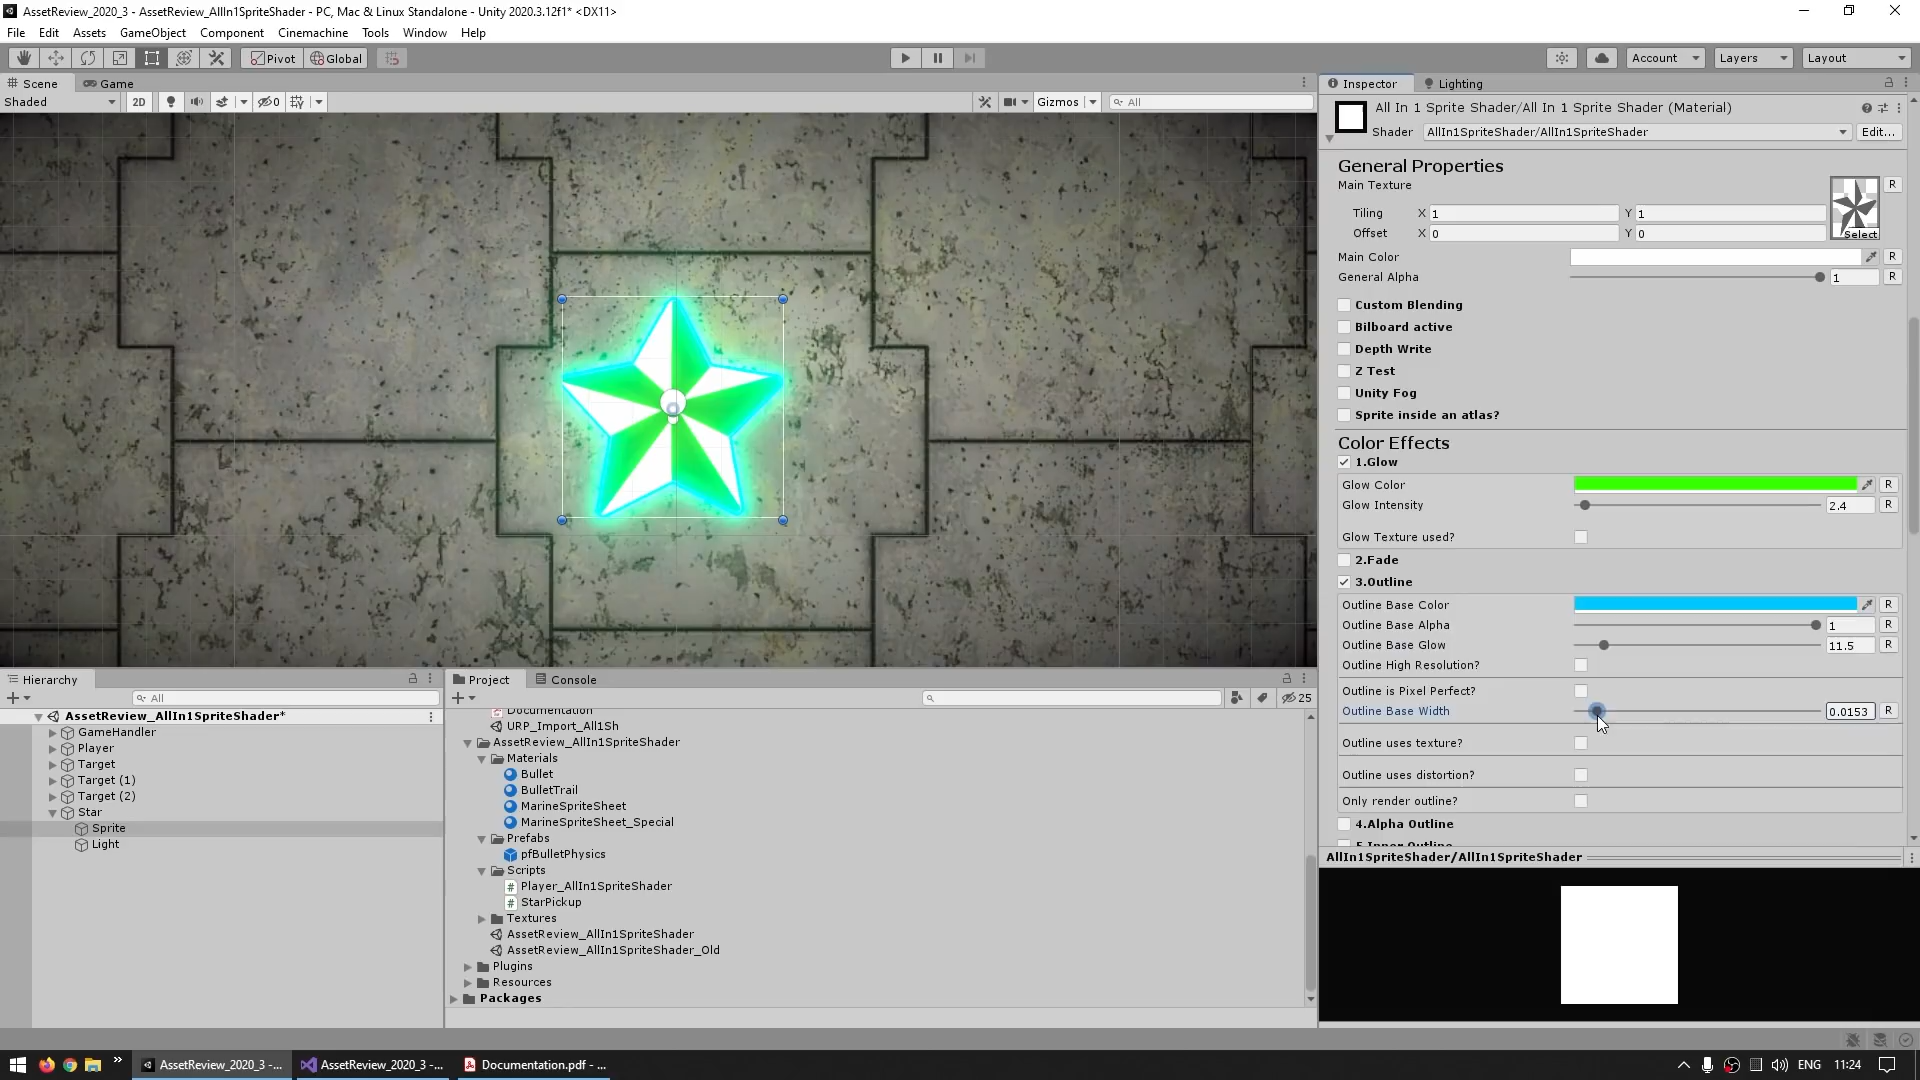 AssetReview_2020_3 - AssetReview_AllIn1SpriteShader - PC, Mac & Linux Standalone - Unity 2020.3.12f1* <DX11>
File Edit Assets GameObject Component Cinemachine Tools Window Help
Pivot Global Account Layers Layout
Scene Game
Shaded 2D 0 Gizmos All
Inspector Lighting
All In 1 Sprite Shader/All In 1 Sprite Shader (Material)
Shader AllIn1SpriteShader/AllIn1SpriteShader Edit...
General Properties
Main Texture R
Tiling X 1 Y 1
Offset X 0 Y 0
Select
Main Color R
General Alpha 1 R
Custom Blending
Bilboard active
Depth Write
Z Test
Unity Fog
Sprite inside an atlas?
Color Effects
1.Glow
Glow Color R
Glow Intensity 2.4 R
Glow Texture used?
2.Fade
3.Outline
Outline Base Color R
Outline Base Alpha 1 R
Outline Base Glow 11.5 R
Outline High Resolution?
Outline is Pixel Perfect?
Outline Base Width 0.0153 R
Outline uses texture?
Outline uses distortion?
Only render outline?
4.Alpha Outline
5.Inner Outline
AllIn1SpriteShader/AllIn1SpriteShader
Hierarchy
All
AssetReview_AllIn1SpriteShader*
GameHandler
Player
Target
Target (1)
Target (2)
Star
Sprite
Light
Project Console
25
Documentation
URP_Import_All1Sh
AssetReview_AllIn1SpriteShader
Materials
Bullet
BulletTrail
MarineSpriteSheet
MarineSpriteSheet_Special
Prefabs
pfBulletPhysics
Scripts
Player_AllIn1SpriteShader
StarPickup
Textures
AssetReview_AllIn1SpriteShader
AssetReview_AllIn1SpriteShader_Old
Plugins
Resources
Packages
AssetReview_2020_3 -... AssetReview_2020_3 -... Documentation.pdf - ... ENG 11:24